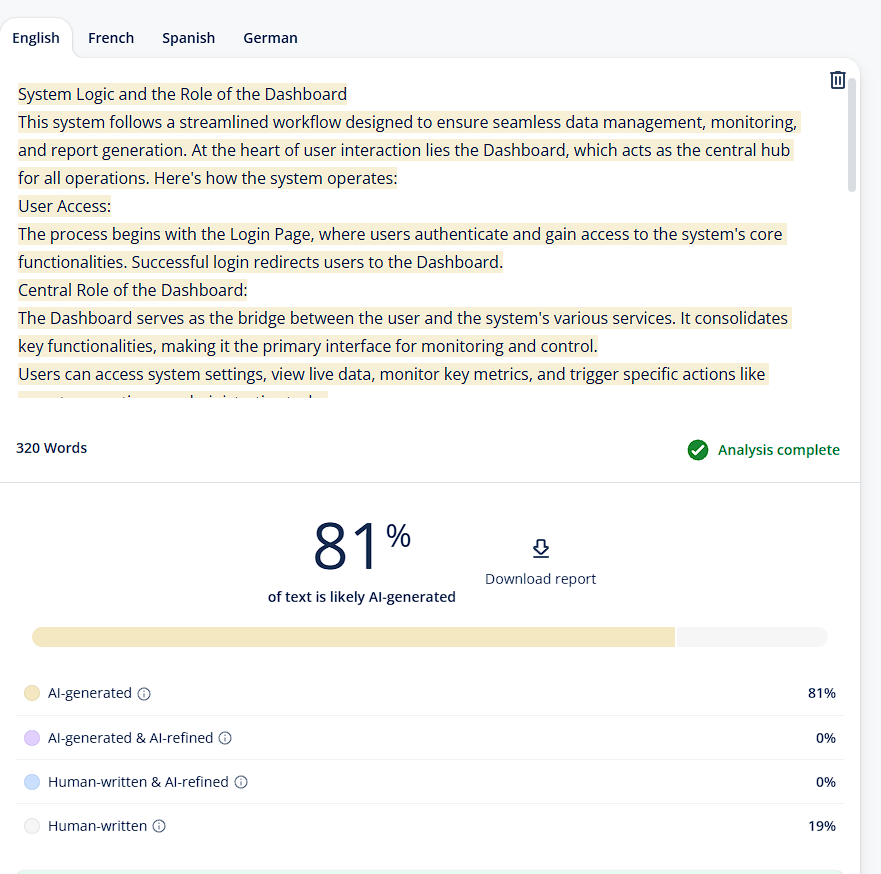 English French Spanish German
System Logic and the Role of the Dashboard
This system follows a streamlined workflow designed to ensure seamless data management, monitoring,
and report generation. At the heart of user interaction lies the Dashboard, which acts as the central hub
for all operations. Here's how the system operates:
User Access:
The process begins with the Login Page, where users authenticate and gain access to the system's core
functionalities. Successful login redirects users to the Dashboard.
Central Role of the Dashboard:
The Dashboard serves as the bridge between the user and the system's various services. It consolidates
key functionalities, making it the primary interface for monitoring and control.
Users can access system settings, view live data, monitor key metrics, and trigger specific actions like
320 Words
Analysis complete
81%
of text is likely AI-generated
Download report
AI-generated 81%
AI-generated & AI-refined 0%
Human-written & AI-refined 0%
Human-written 19%